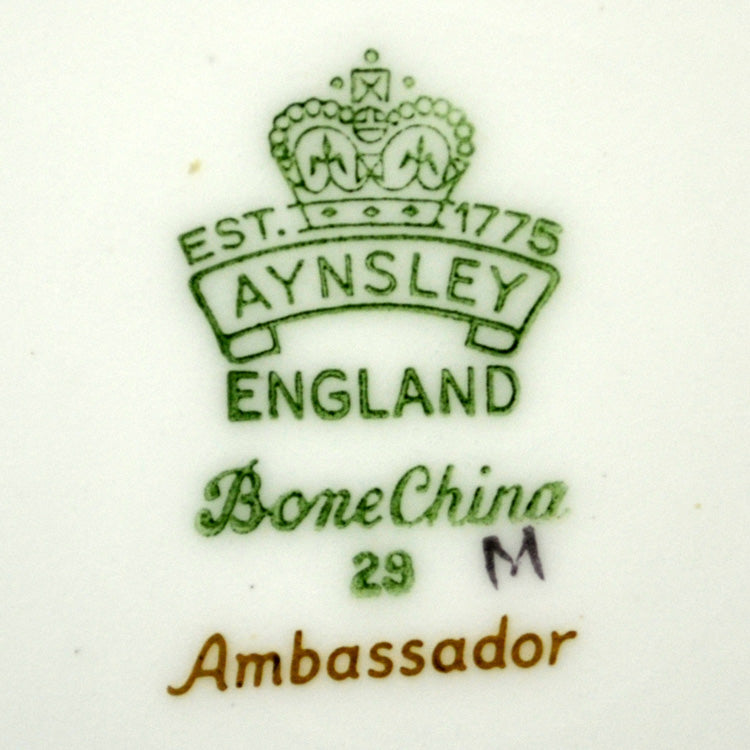 EST. 1775
AYNSLEY
ENGLAND
Bone China
29 M
Ambassador